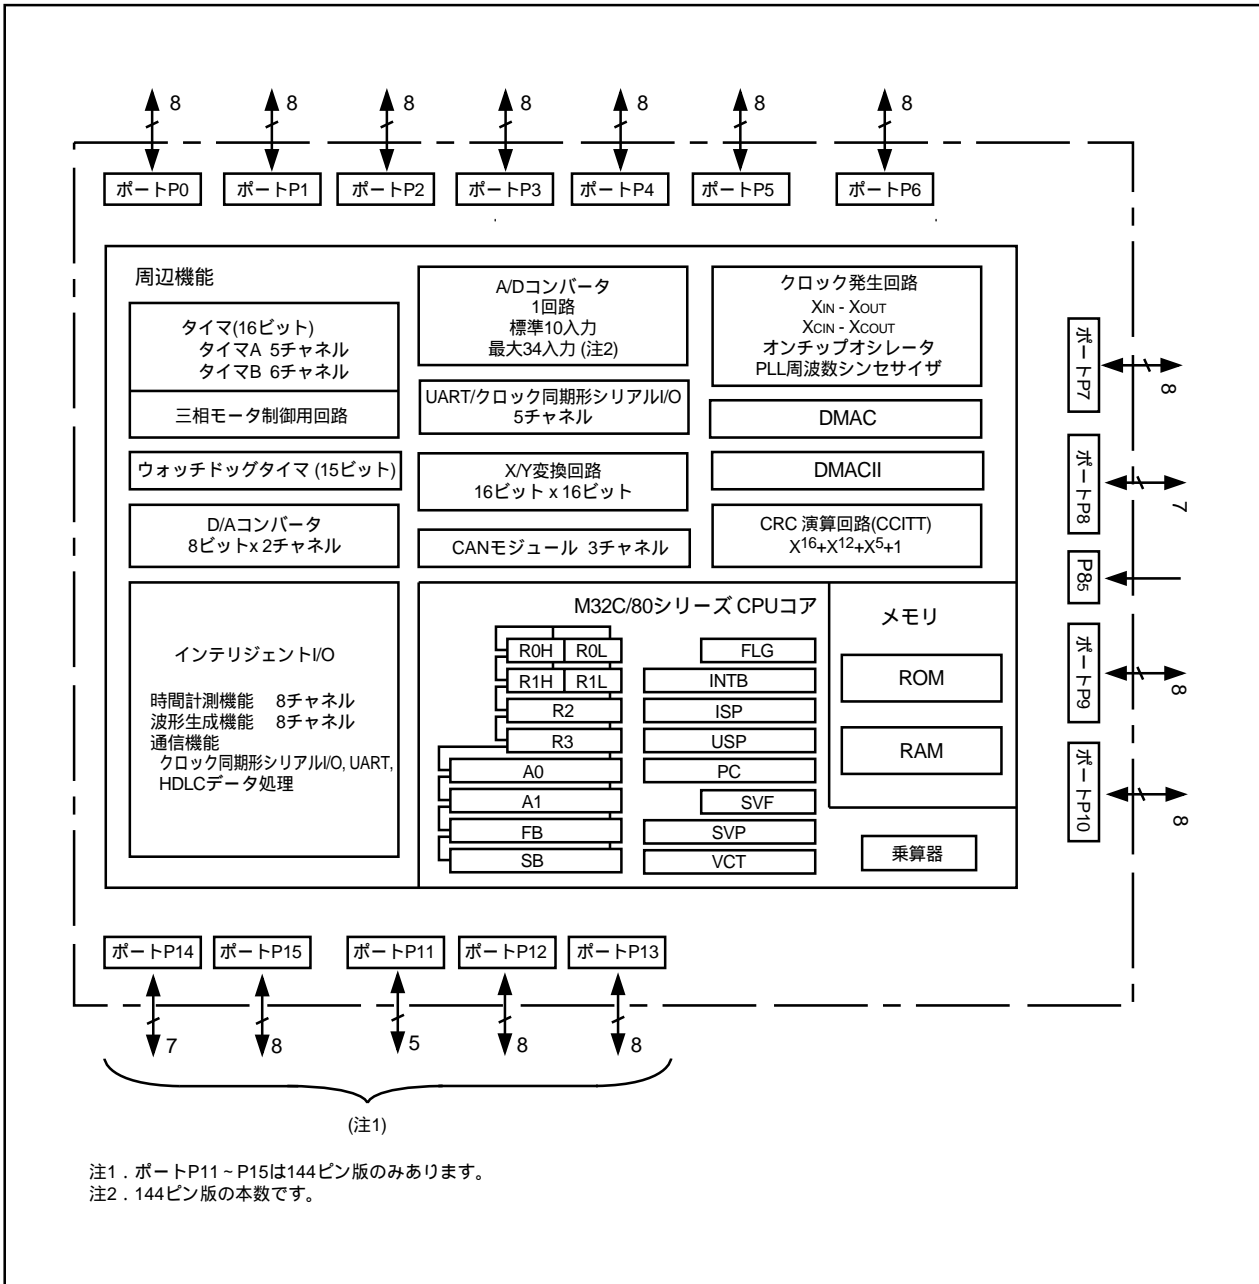 8 8 8 8 8 8 8
ポートP0 ポートP1 ポートP2 ポートP3 ポートP4 ポートP5 ポートP6
周辺機能
タイマ(16ビット)
タイマA 5チャネル
タイマB 6チャネル
三相モータ制御用回路
ウォッチドッグタイマ (15ビット)
D/Aコンバータ
8ビットx 2チャネル
A/Dコンバータ
1回路
標準10入力
最大34入力 (注2)
UART/クロック同期形シリアルI/O
5チャネル
X/Y変換回路
16ビット x 16ビット
CANモジュール 3チャネル
クロック発生回路
XIN - XOUT
XCIN - XCOUT
オンチップオシレータ
PLL周波数シンセサイザ
DMAC
DMACII
CRC 演算回路(CCITT)
X16+X12+X5+1
インテリジェントI/O
時間計測機能 8チャネル
波形生成機能 8チャネル
通信機能
クロック同期形シリアルI/O, UART,
HDLCデータ処理
M32C/80シリーズ CPUコア
R0H R0L
R1H R1L
R2
R3
A0
A1
FB
SB
FLG
INTB
ISP
USP
PC
SVF
SVP
VCT
メモリ
ROM
RAM
乗算器
ポートP7
8
ポートP8
7
P85
ポートP9
8
ポートP10
8
ポートP14 ポートP15 ポートP11 ポートP12 ポートP13
7 8 5 8 8
(注1)
注1．ポートP11～P15は144ピン版のみあります。
注2．144ピン版の本数です。